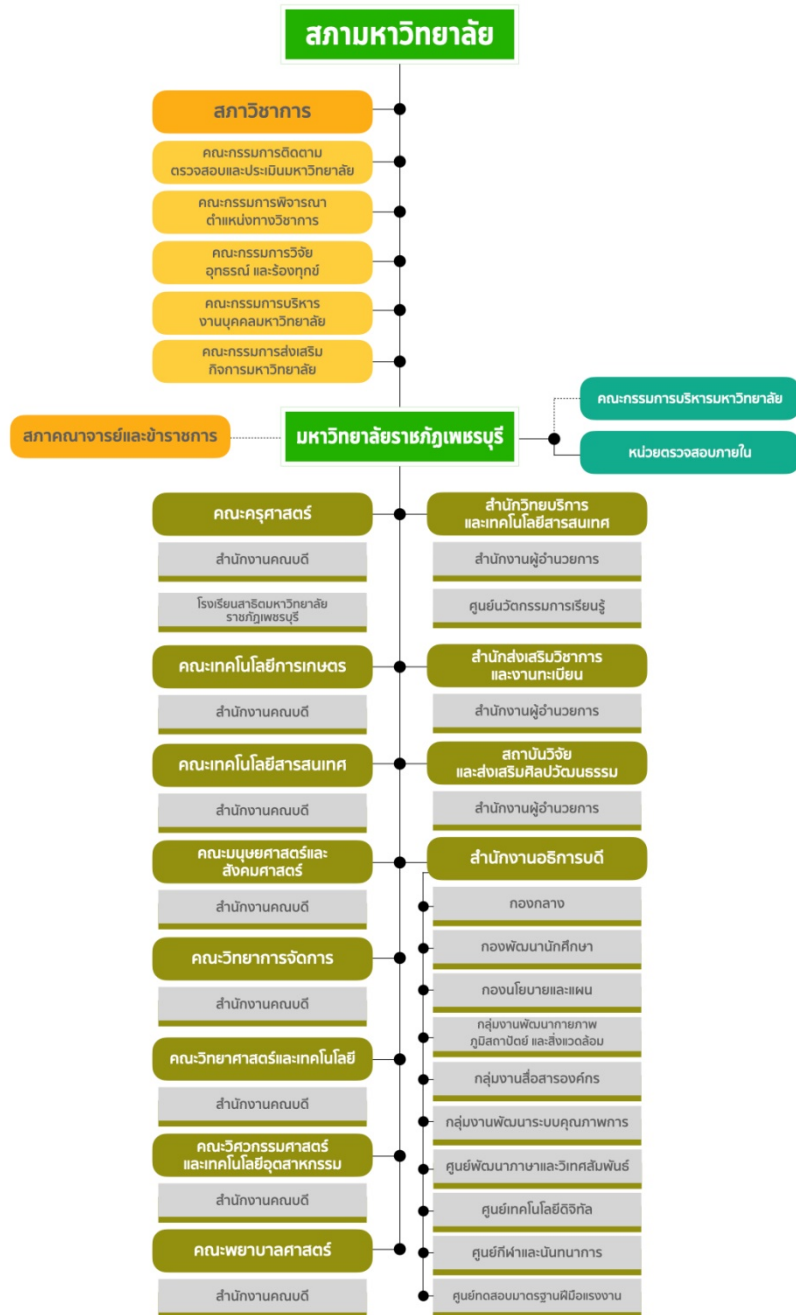 สภามหาวิทยาลัย
สภาวิชาการ
คณะกรรมการติดตาม
ตรวจสอบและประเมินมหาวิทยาลัย
คณะกรรมการพิจารณา
ตำแหน่งทางวิชาการ
คณะกรรมการวิจัย
อุทธรณ์ และร้องทุกข์
คณะกรรมการบริหาร
งานบุคคลมหาวิทยาลัย
คณะกรรมการส่งเสริม
กิจการมหาวิทยาลัย
คณะกรรมการบริหารมหาวิทยาลัย
สภาคณาจารย์และข้าราชการ
มหาวิทยาลัยราชภัฏเพชรบุรี
หน่วยตรวจสอบภายใน
คณะครุศาสตร์
สำนักงานคณบดี
โรงเรียนสาธิตมหาวิทยาลัย
ราชภัฏเพชรบุรี
คณะเทคโนโลยีการเกษตร
สำนักงานคณบดี
คณะเทคโนโลยีสารสนเทศ
สำนักงานคณบดี
คณะมนุษยศาสตร์และ
สังคมศาสตร์
สำนักงานคณบดี
คณะวิทยาการจัดการ
สำนักงานคณบดี
คณะวิทยาศาสตร์และเทคโนโลยี
สำนักงานคณบดี
คณะวิศวกรรมศาสตร์
และเทคโนโลยีอุตสาหกรรม
สำนักงานคณบดี
คณะพยาบาลศาสตร์
สำนักงานคณบดี
สำนักวิทยบริการ
และเทคโนโลยีสารสนเทศ
สำนักงานผู้อำนวยการ
ศูนย์นวัตกรรมการเรียนรู้
สำนักส่งเสริมวิชาการ
และงานทะเบียน
สำนักงานผู้อำนวยการ
สถาบันวิจัย
และส่งเสริมศิลปวัฒนธรรม
สำนักงานผู้อำนวยการ
สำนักงานอธิการบดี
กองกลาง
กองพัฒนานักศึกษา
กองนโยบายและแผน
กลุ่มงานพัฒนากายภาพ
ภูมิสถาปัตย์ และสิ่งแวดล้อม
กลุ่มงานสื่อสารองค์กร
กลุ่มงานพัฒนาระบบคุณภาพการ
ศูนย์พัฒนาภาษาและวิเทศสัมพันธ์
ศูนย์เทคโนโลยีดิจิทัล
ศูนย์กีฬาและนันทนาการ
ศูนย์ทดสอบมาตรฐานฝีมือแรงงาน